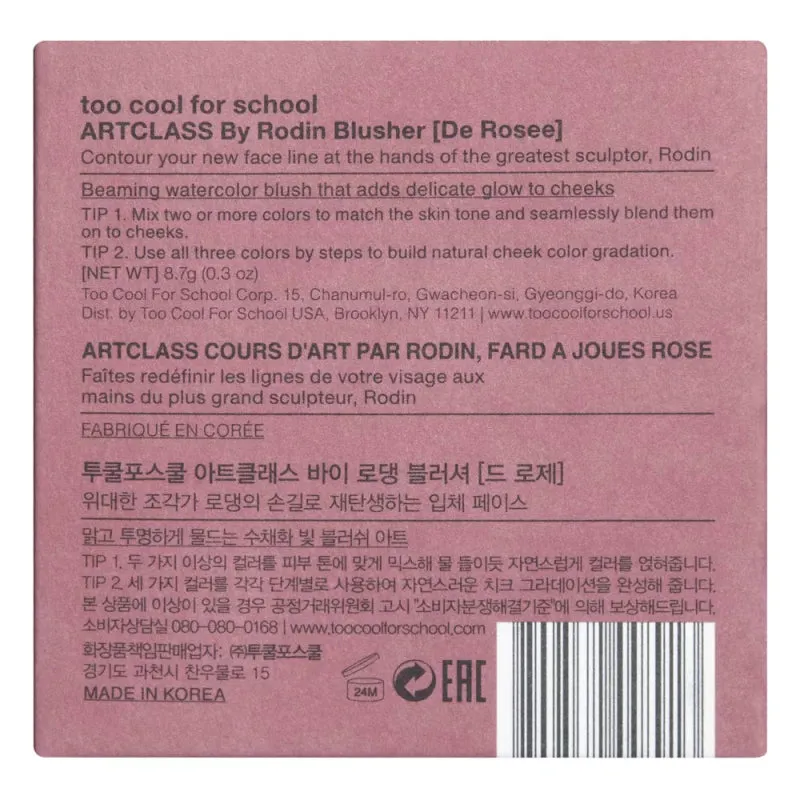 too cool for school
ARTCLASS By Rodin Blusher [De Rosee]
Contour your new face line at the hands of the greatest sculptor, Rodin
Beaming watercolor blush that adds delicate glow to cheeks
TIP 1. Mix two or more colors to match the skin tone and seamlessly blend them
on to cheeks.
TIP 2. Use all three colors by steps to build natural cheek color gradation.
[NET WT] 8.7g (0.3 oz)
Too Cool For School Corp. 15, Chanumul-ro, Gwacheon-si, Gyeonggi-do, Korea
Dist. by Too Cool For School USA, Brooklyn, NY 11211 | www.toocoolforschool.us
ARTCLASS COURS D'ART PAR RODIN, FARD A JOUES ROSE
Faîtes redéfinir les lignes de votre visage aux
mains du plus grand sculpteur, Rodin
FABRIQUÉ EN CORÉE
투쿨포스쿨 아트클래스 바이 로댕 블러셔 [드 로제]
위대한 조각가 로댕의 손길로 재탄생하는 입체 페이스
맑고 투명하게 물드는 수채화 빛 블러쉬 아트
TIP 1. 두 가지 이상의 컬러를 피부 톤에 맞게 믹스해 물 들이듯 자연스럽게 컬러를 얹혀줍니다.
TIP 2. 세 가지 컬러를 각각 단계별로 사용하여 자연스러운 치크 그라데이션을 완성해 줍니다.
본 상품에 이상이 있을 경우 공정거래위원회 고시 "소비자분쟁해결기준"에 의해 보상해드립니다.
소비자상담실 080-080-0168 | www.toocoolforschool.com
화장품책임판매업자: ㈜투쿨포스쿨
경기도 과천시 찬우물로 15
MADE IN KOREA
24M
EAC